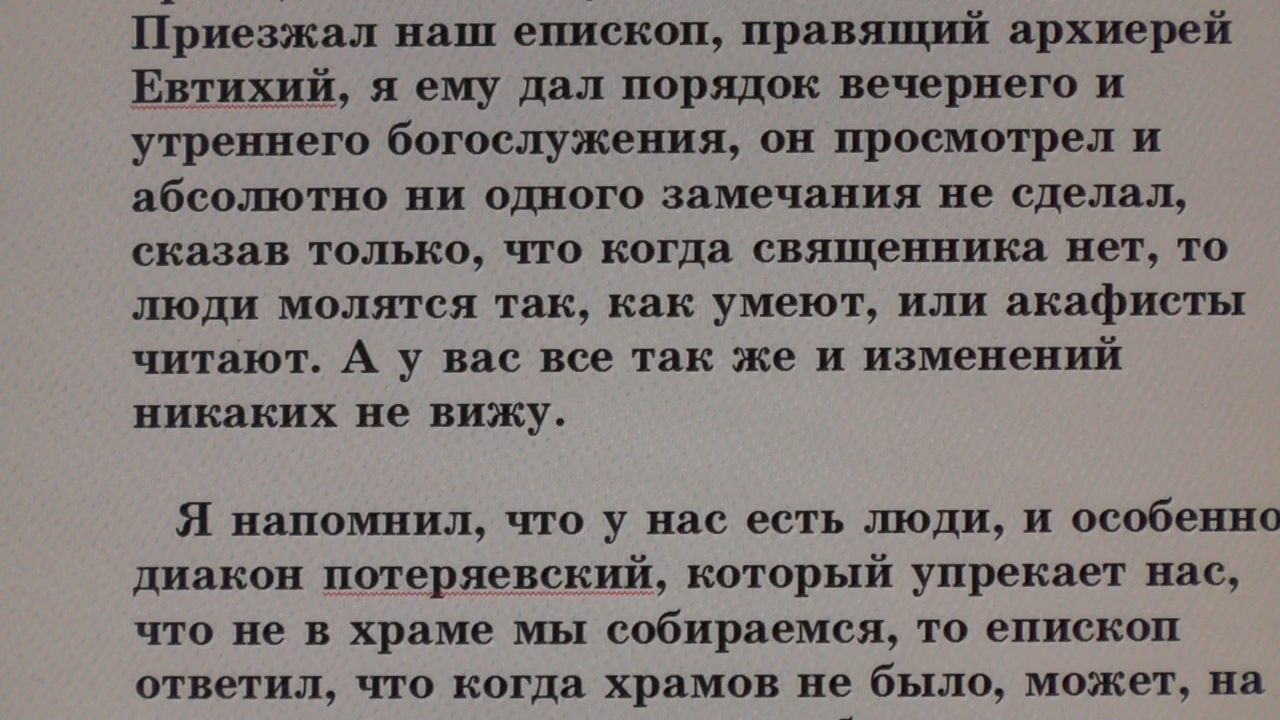 Приезжал наш епископ, правящий архиерей
Евтихий, я ему дал порядок вечернего и
утреннего богослужения, он просмотрел и
абсолютно ни одного замечания не сделал,
сказав только, что когда священника нет, то
люди молятся так, как умеют, или акафисты
читают. А у вас все так же и изменений
никаких не вижу.
Я напомнил, что у нас есть люди, и особенно
диакон потеряевский, который упрекает нас,
что не в храме мы собираемся, то епископ
ответил, что когда храмов не было, может, на